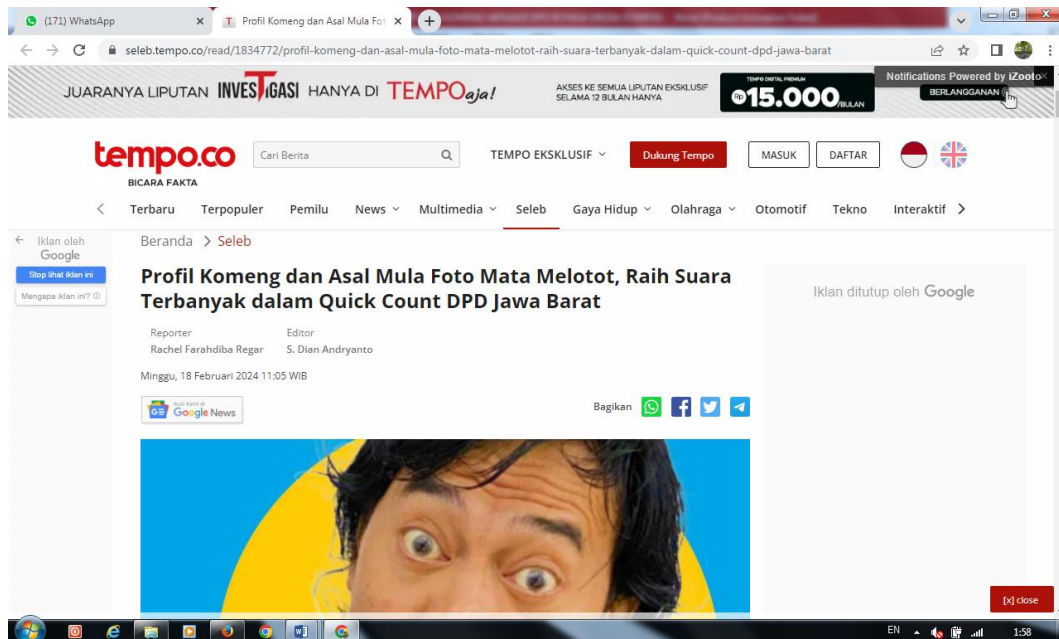 (171) WhatsApp
Profil Komeng dan Asal Mula Fot
seleb.tempo.co/read/1834772/profil-komeng-dan-asal-mula-foto-mata-melotot-raih-suara-terbanyak-dalam-quick-count-dpd-jawa-barat
JUARANYA LIPUTAN INVESTIGASI HANYA DI TEMPOaja!
AKSES KE SEMUA LIPUTAN EKSKLUSIF
SELAMA 12 BULAN HANYA
TEMPO DIGITAL PREMIUM
Rp 15.000/BULAN
Notifications Powered by iZooto
BERLANGGANAN
tempo.co
BICARA FAKTA
Cari Berita
TEMPO EKSKLUSIF
Dukung Tempo
MASUK
DAFTAR
Terbaru Terpopuler Pemilu News Multimedia Seleb Gaya Hidup Olahraga Otomotif Tekno Interaktif
Iklan oleh
Google
Stop lihat iklan ini
Mengapa iklan ini?
Beranda > Seleb
Profil Komeng dan Asal Mula Foto Mata Melotot, Raih Suara
Terbanyak dalam Quick Count DPD Jawa Barat
Iklan ditutup oleh Google
Reporter Editor
Rachel Farahdiba Regar S. Dian Andryanto
Minggu, 18 Februari 2024 11:05 WIB
Google News
Bagikan
[x] close
EN
1:58